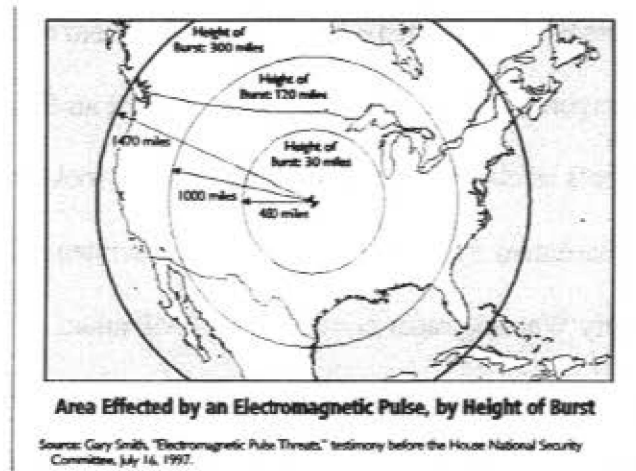 Height of
Burst: 300 miles
Height of
Burst: 120 miles
Height of
Burst: 30 miles
1470 miles
1000 miles
480 miles
Area Effected by an Electromagnetic Pulse, by Height of Burst
Source: Gary Smith, "Electromagnetic Pulse Threats," testimony before the House National Security
Committee, July 16, 1997.